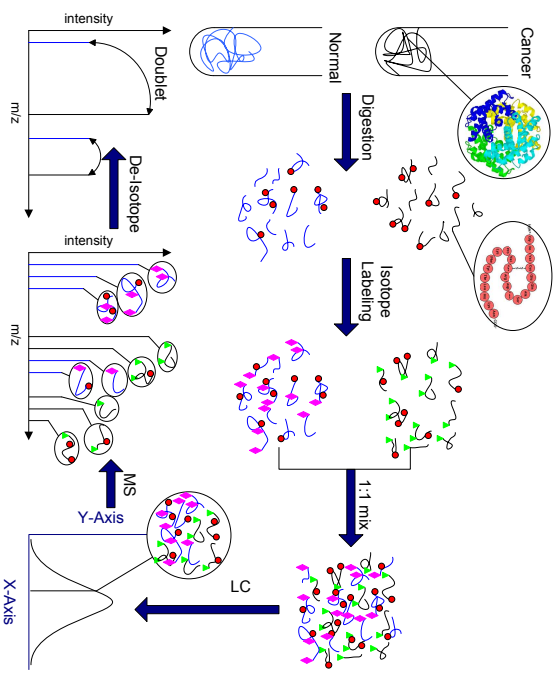 Cancer
Normal
Digestion
Isotope
Labeling
1:1 mix
LC
Y-Axis
X-Axis
MS
intensity
m/z
De-Isotope
intensity
Doublet
m/z